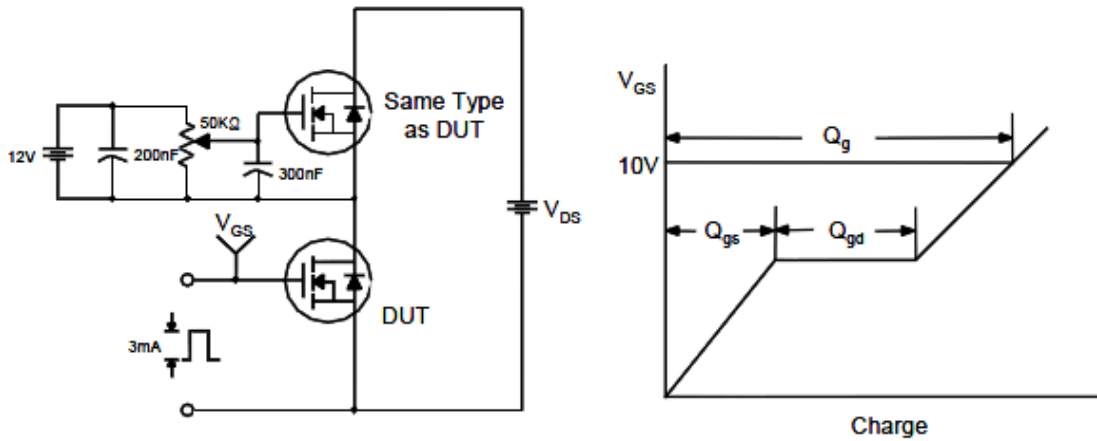 12V
200nF
50KΩ
300nF
Same Type
as DUT
VGS
3mA
DUT
VDS
VGS
10V
Qg
Qgs
Qgd
Charge